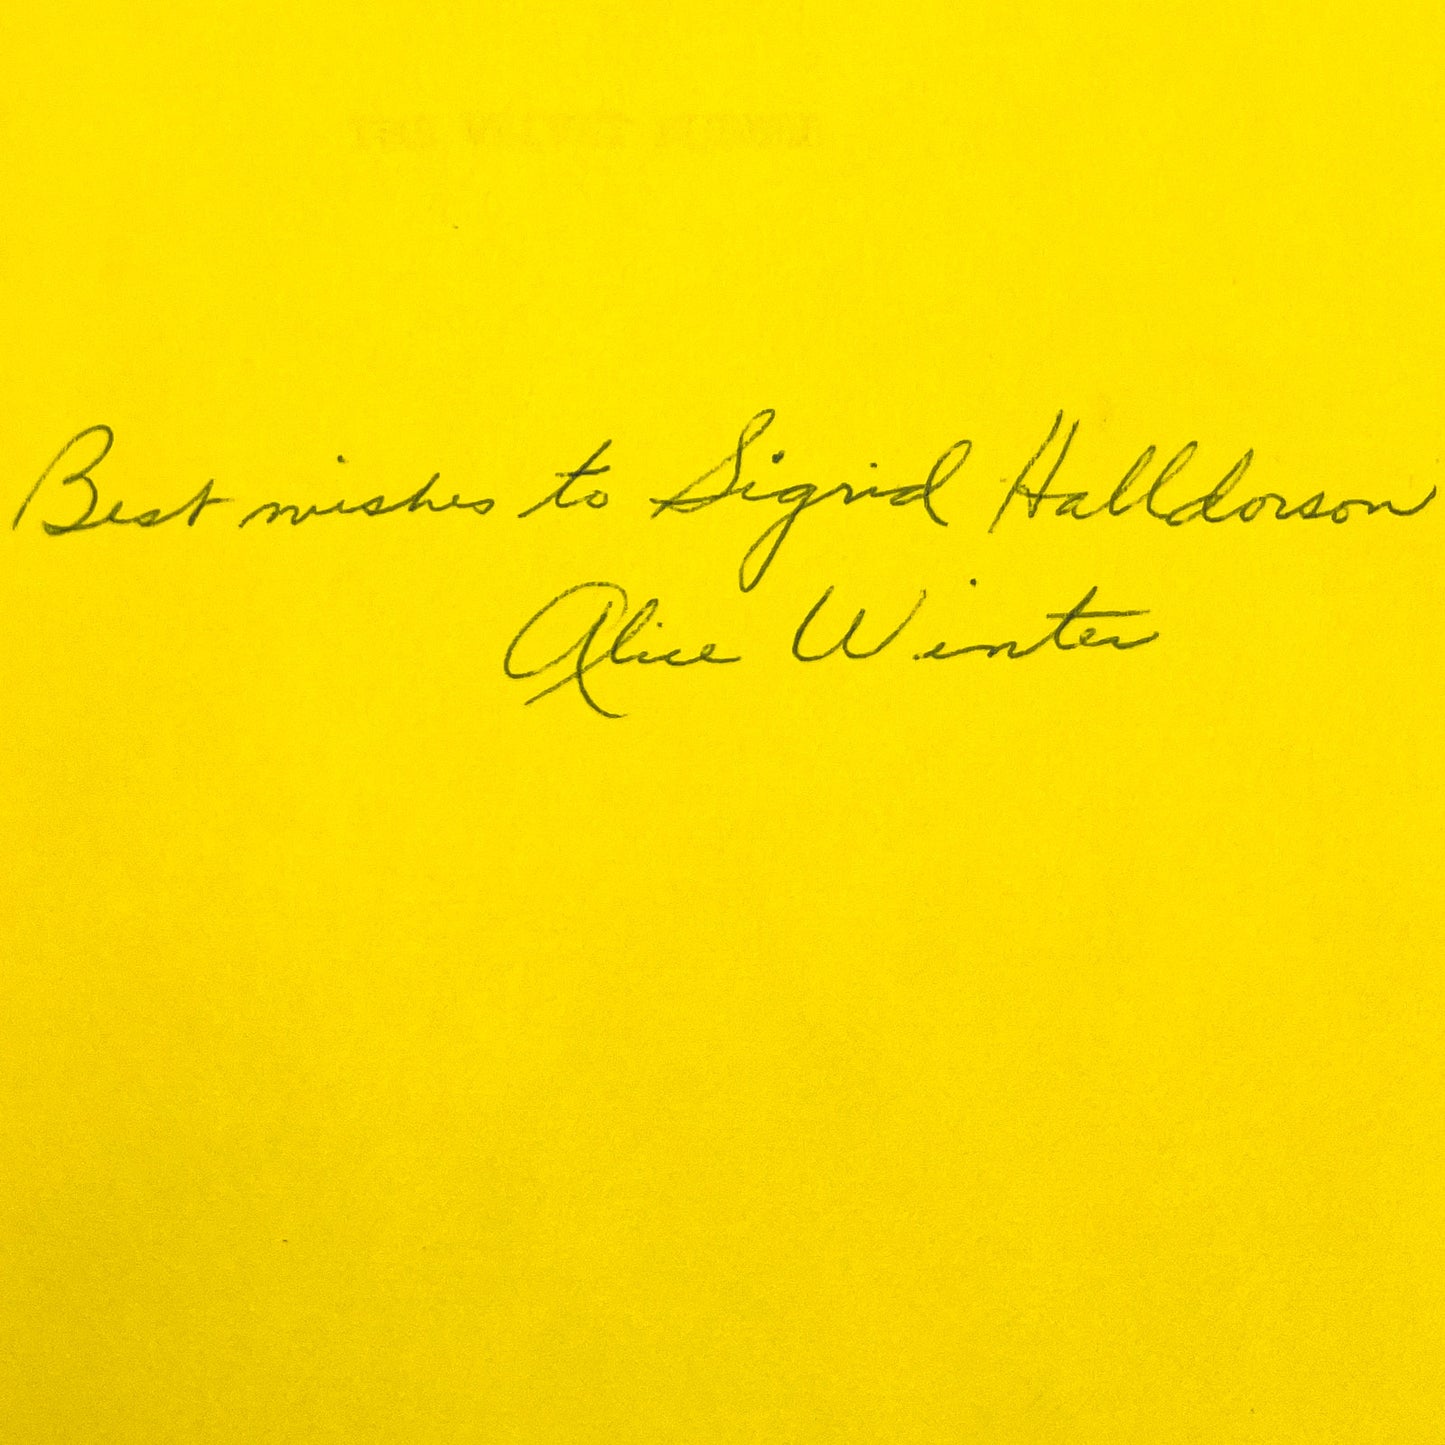 Best wishes to Sigrid Halldorson
Alice Winter